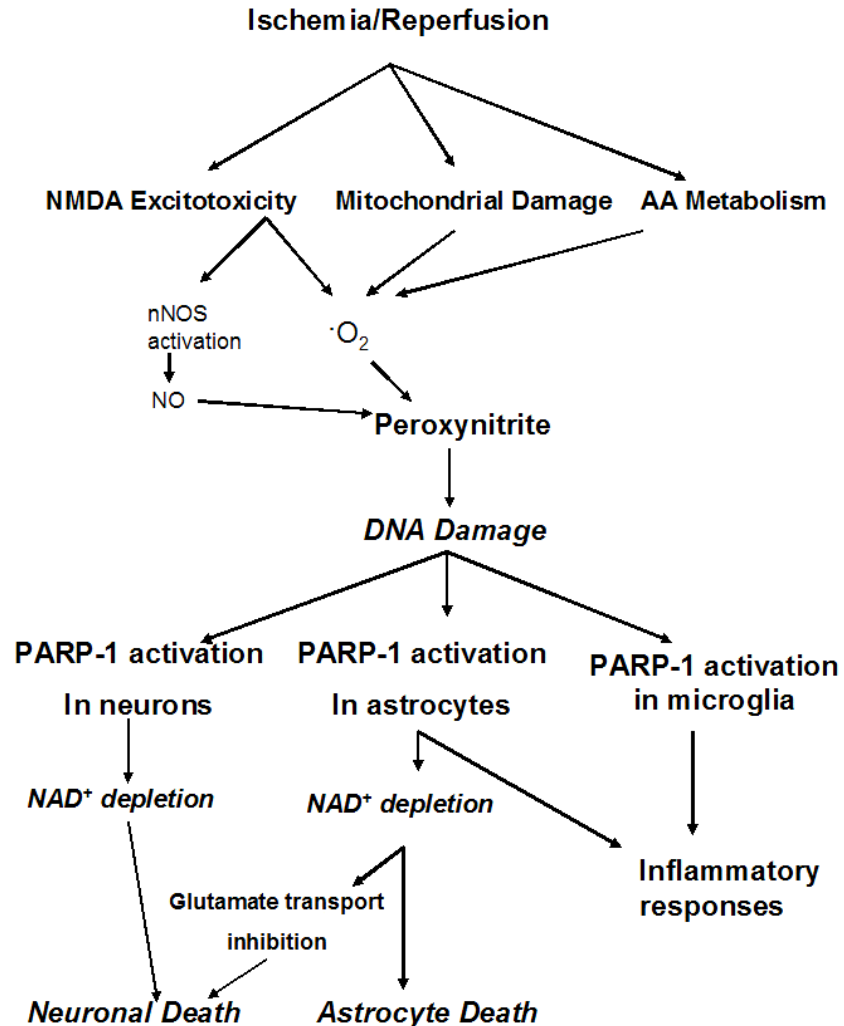 Ischemia/Reperfusion
NMDA Excitotoxicity
Mitochondrial Damage
AA Metabolism
nNOS
activation
·O₂
NO
Peroxynitrite
DNA Damage
PARP-1 activation
In neurons
PARP-1 activation
In astrocytes
PARP-1 activation
in microglia
NAD⁺ depletion
NAD⁺ depletion
Glutamate transport
inhibition
Inflammatory
responses
Neuronal Death
Astrocyte Death